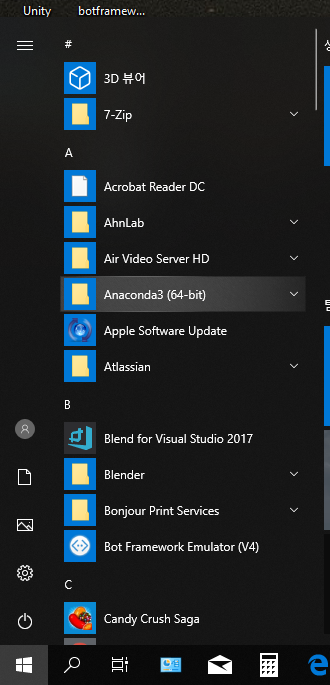 Unity
botframew...
#
3D 뷰어
7-Zip
A
Acrobat Reader DC
AhnLab
Air Video Server HD
Anaconda3 (64-bit)
Apple Software Update
Atlassian
B
Blend for Visual Studio 2017
Blender
Bonjour Print Services
Bot Framework Emulator (V4)
C
Candy Crush Saga